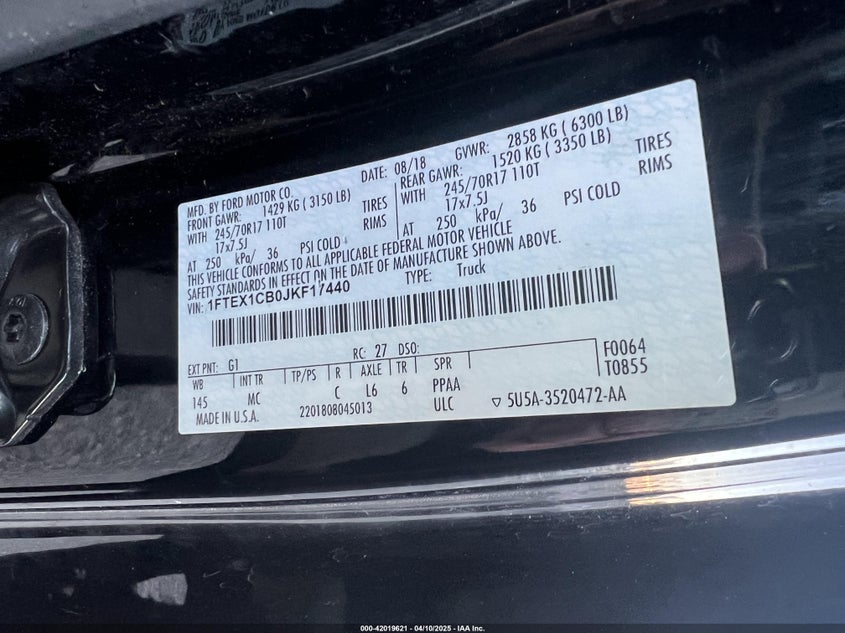 MFD. BY FORD MOTOR CO.
DATE: 08/18
GVWR: 2858 KG ( 6300 LB)
FRONT GAWR: 1429 KG ( 3150 LB)
REAR GAWR: 1520 KG ( 3350 LB)
WITH 245/70R17 110T TIRES
WITH 245/70R17 110T TIRES
17x7.5J RIMS
17x7.5J RIMS
AT 250 kPa/ 36 PSI COLD
AT 250 kPa/ 36 PSI COLD
THIS VEHICLE CONFORMS TO ALL APPLICABLE FEDERAL MOTOR VEHICLE
SAFETY STANDARDS IN EFFECT ON THE DATE OF MANUFACTURE SHOWN ABOVE.
VIN: 1FTEX1CB0JKF17440
TYPE: Truck
EXT PNT: G1 RC: 27 DSO: F0064
WB INT TR TP/PS R AXLE TR SPR T0855
145 MC C L6 6 PPAA
MADE IN U.S.A. 2201808045013 ULC ▽ 5U5A-3520472-AA
000-42019621 - 04/10/2025 - IAA Inc.